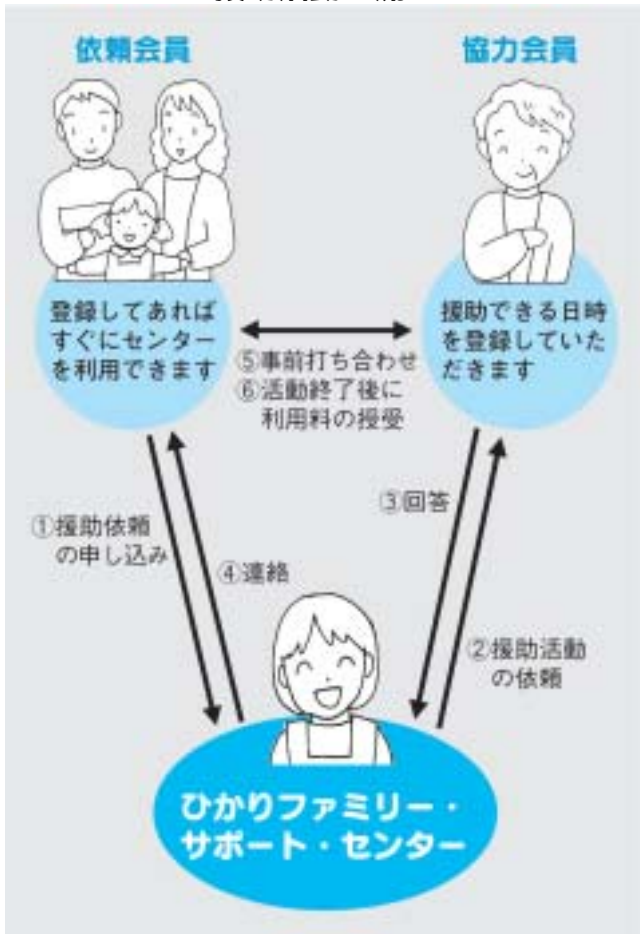 依頼会員
協力会員
登録してあれば
すぐにセンター
を利用できます
援助できる日時
を登録していた
だきます
⑤事前打ち合わせ
⑥活動終了後に
利用料の授受
①援助依頼
の申し込み
④連絡
③回答
②援助活動
の依頼
ひかりファミリー・
サポート・センター